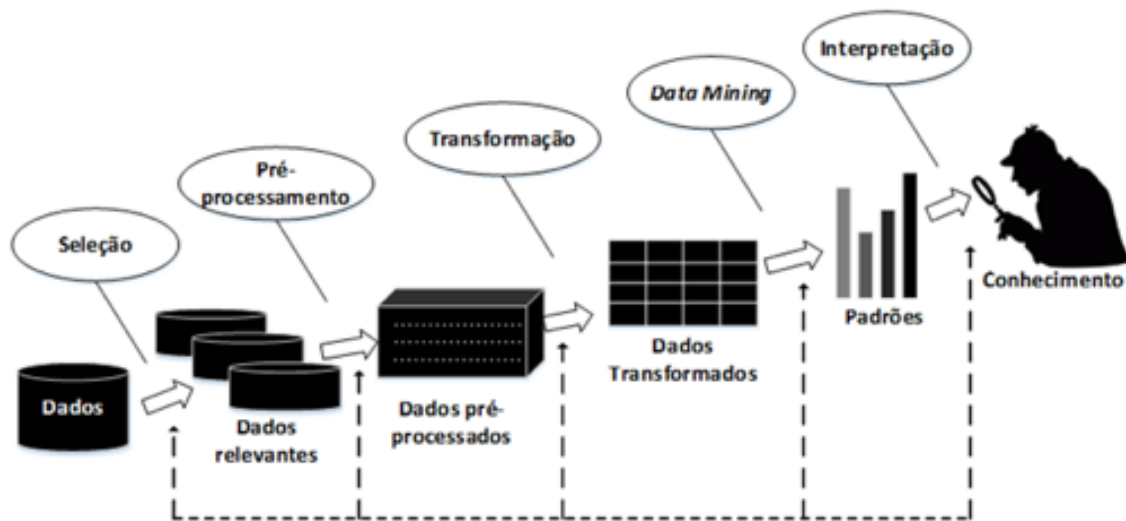 Interpretação
Data Mining
Transformação
Pré-
processamento
Seleção
Dados
Dados
relevantes
Dados pré-
processados
Dados
Transformados
Padrões
Conhecimento